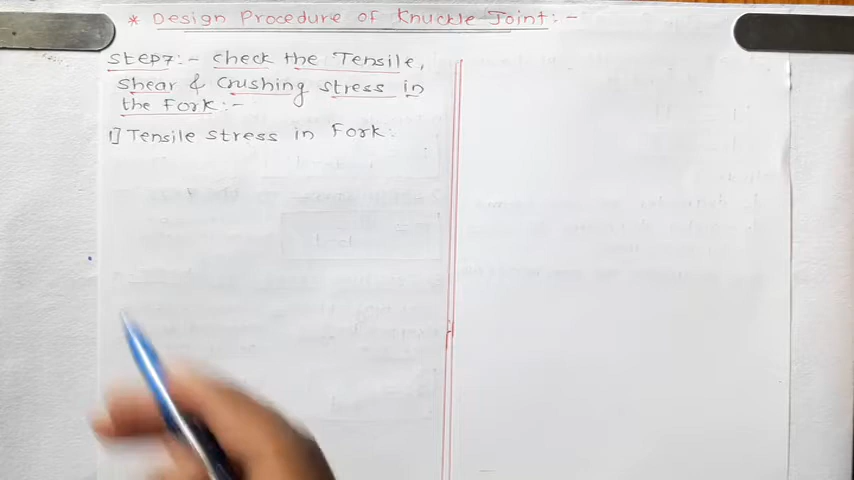 * Design Procedure of Knuckle Joint:-
Step7:- check the Tensile,
shear & crushing stress in
the Fork:-
1] Tensile stress in Fork: